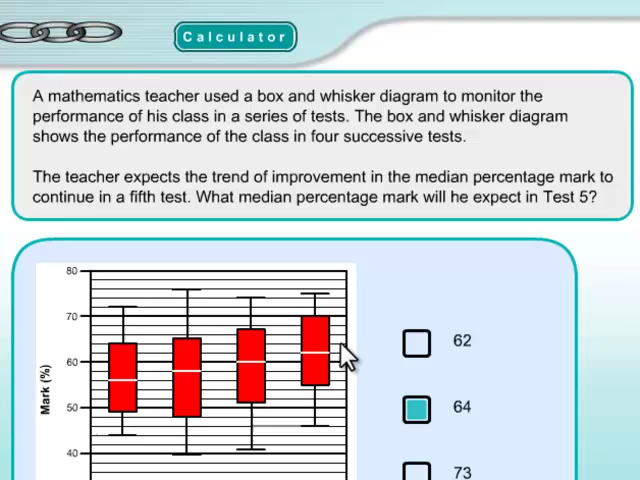 Calculator
A mathematics teacher used a box and whisker diagram to monitor the
performance of his class in a series of tests. The box and whisker diagram
shows the performance of the class in four successive tests.
The teacher expects the trend of improvement in the median percentage mark to
continue in a fifth test. What median percentage mark will he expect in Test 5?
80
70
60
50
40
Mark (%)
62
64
73